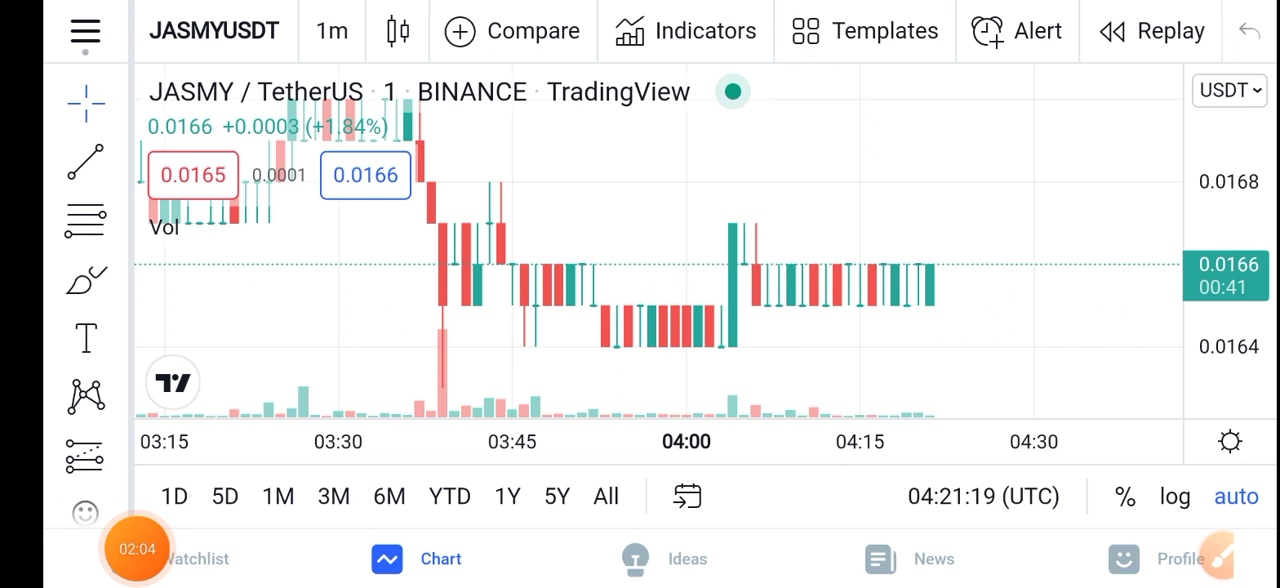 JASMYUSDT 1m Compare Indicators Templates Alert Replay
JASMY / TetherUS · 1 · BINANCE · TradingView
USDT
0.0166 +0.0003 (+1.84%)
0.0165 0.0001 0.0166
Vol
0.0168
0.0166
00:41
0.0164
03:15 03:30 03:45 04:00 04:15 04:30
1D 5D 1M 3M 6M YTD 1Y 5Y All 04:21:19 (UTC) % log auto
02:04
Watchlist Chart Ideas News Profile